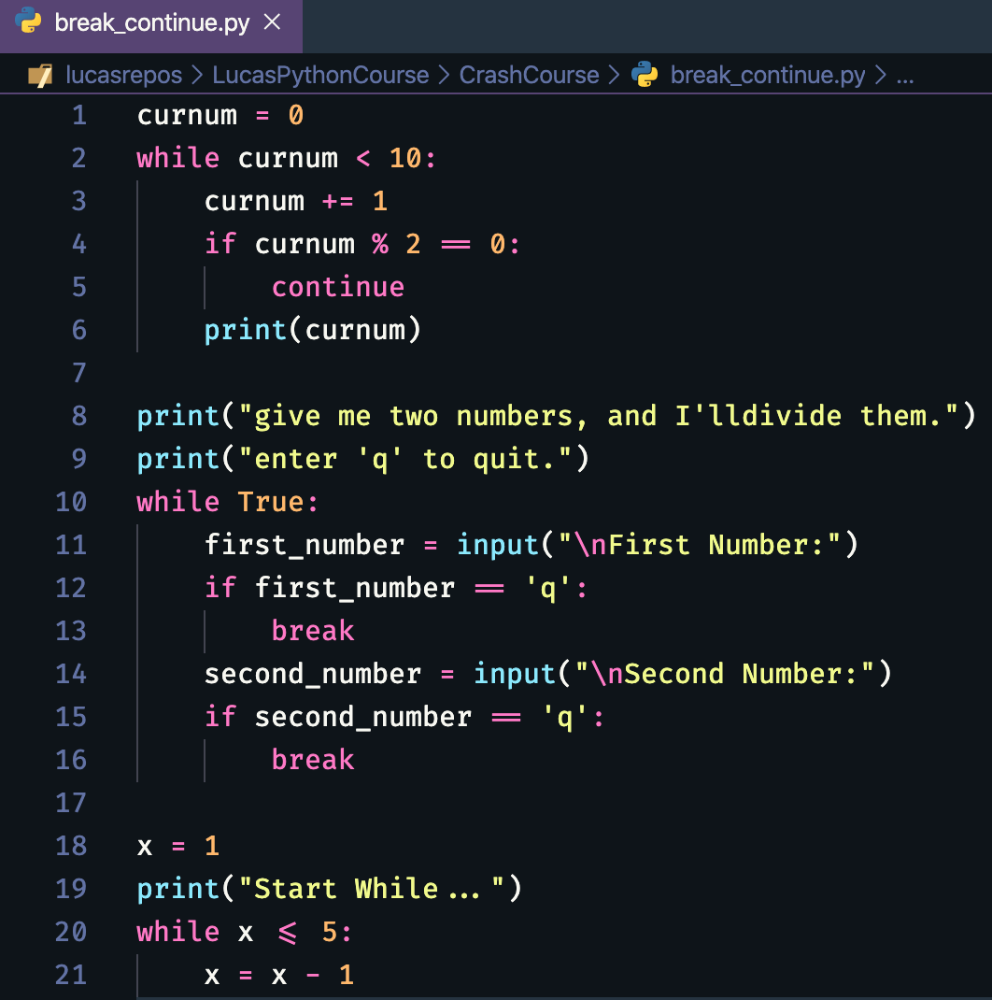 break_continue.py ×
lucasrepos > LucasPythonCourse > CrashCourse > break_continue.py > ...
1 curnum = 0
2 while curnum < 10:
3     curnum += 1
4     if curnum % 2 == 0:
5         continue
6     print(curnum)
7
8 print("give me two numbers, and I'lldivide them.")
9 print("enter 'q' to quit.")
10 while True:
11     first_number = input("\nFirst Number:")
12     if first_number == 'q':
13         break
14     second_number = input("\nSecond Number:")
15     if second_number == 'q':
16         break
17
18 x = 1
19 print("Start While...")
20 while x <= 5:
21     x = x - 1